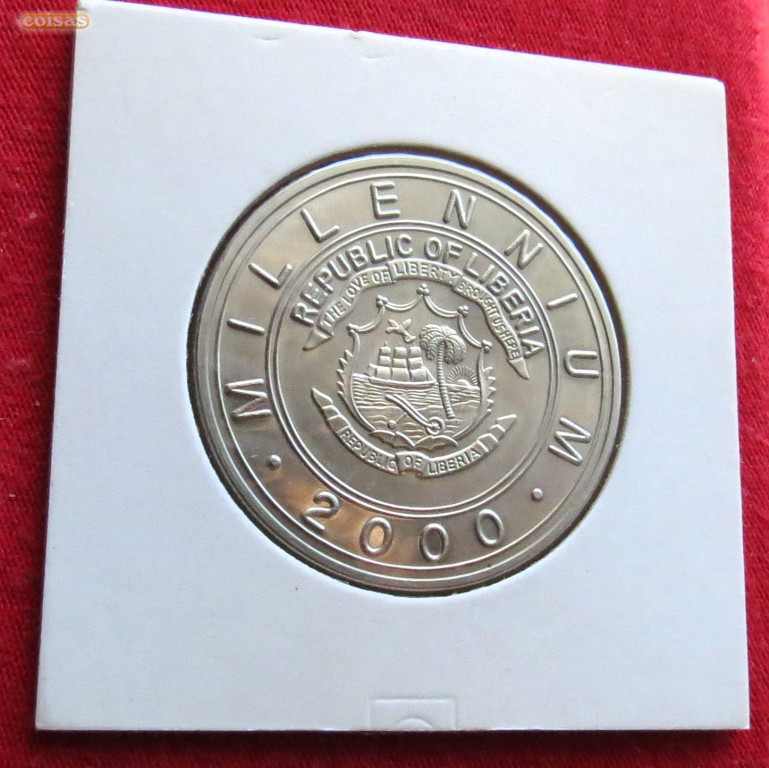 coisas
MILLENNIUM
REPUBLIC OF LIBERIA
THE LOVE OF LIBERTY BROUGHT US HERE
REPUBLIC OF LIBERIA
· 2000 ·